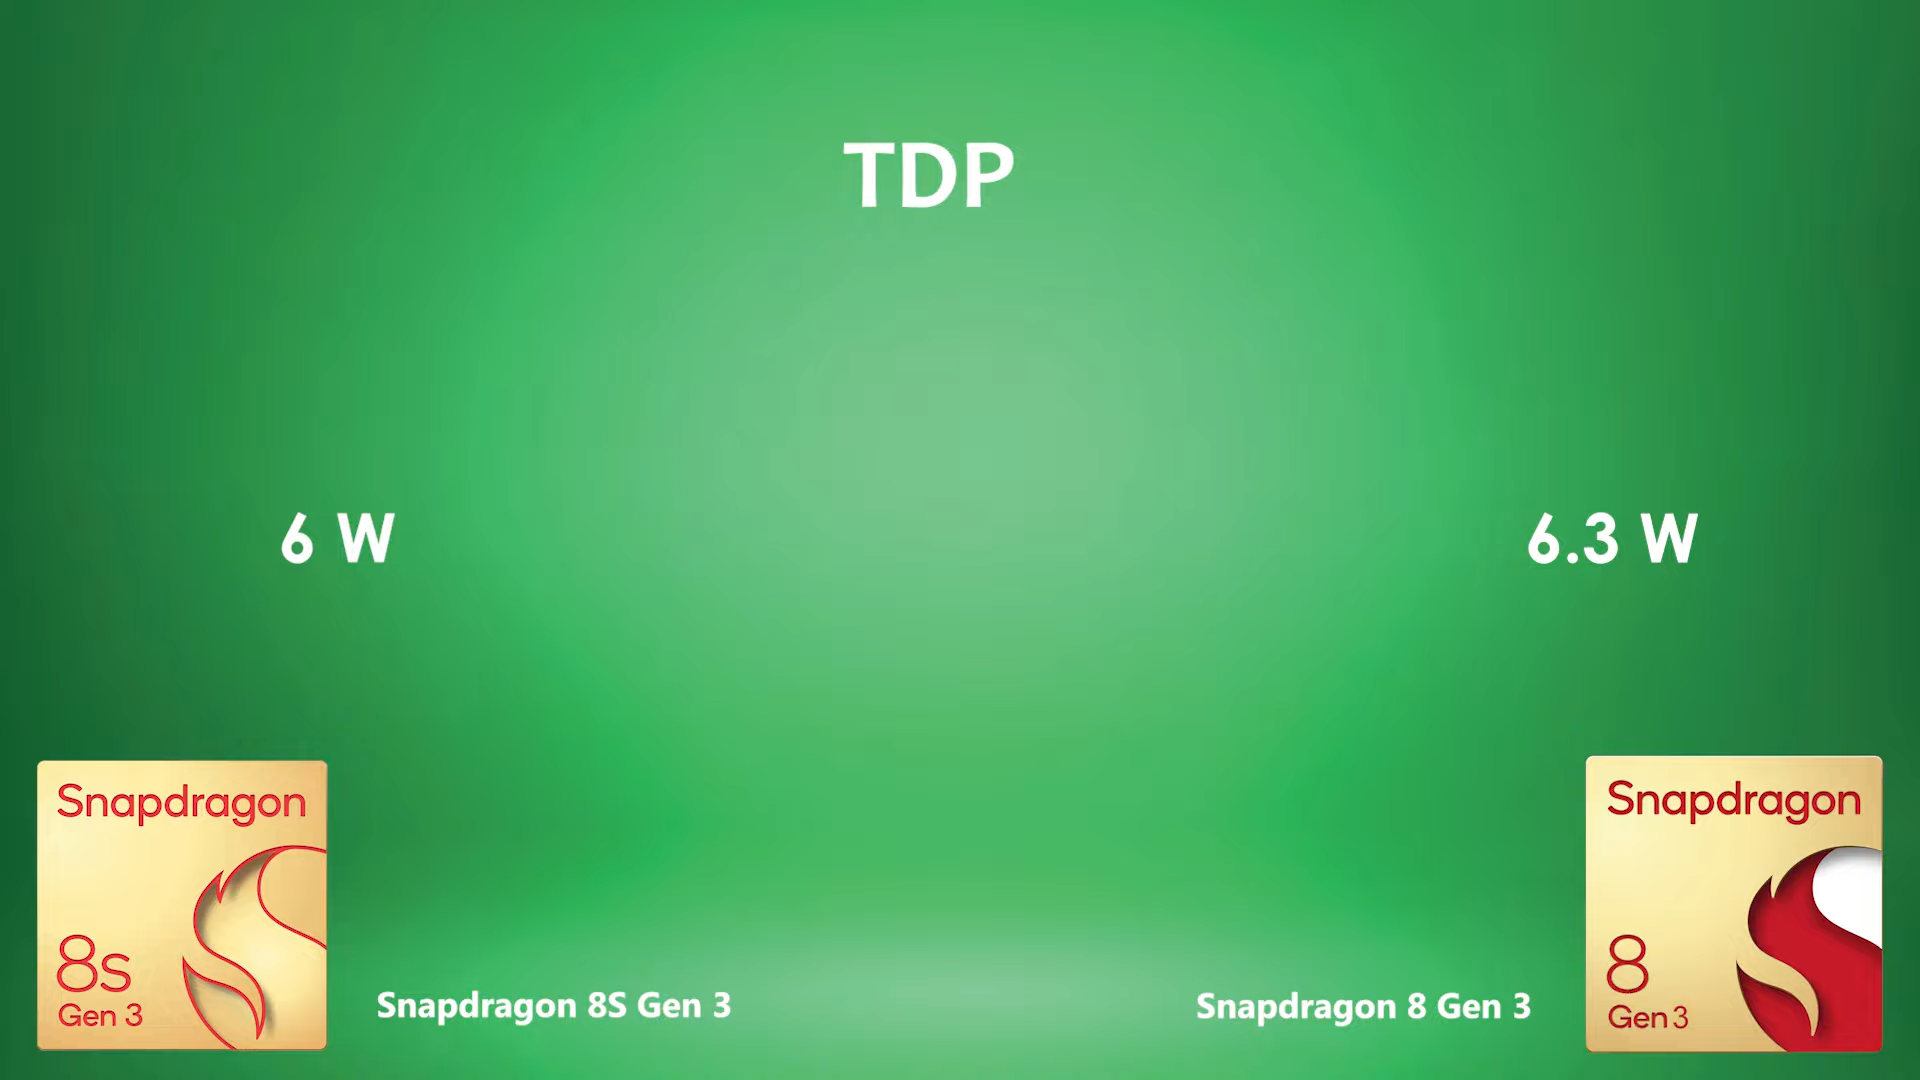 TDP
6 W
6.3 W
Snapdragon
8s
Gen 3
Snapdragon 8S Gen 3
Snapdragon 8 Gen 3
Snapdragon
8
Gen 3